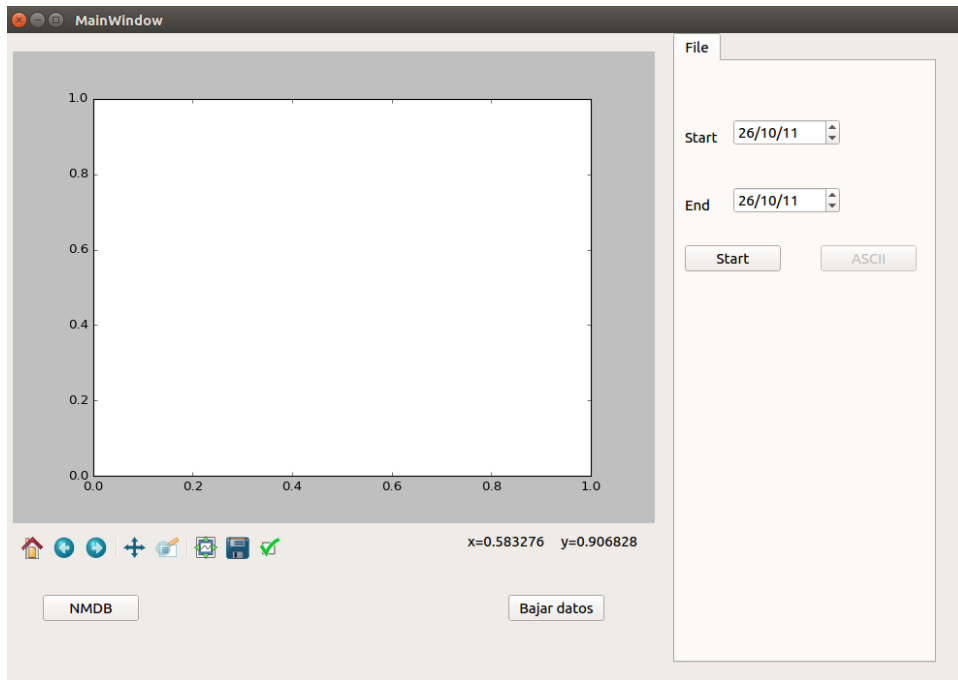 MainWindow
1.0
0.8
0.6
0.4
0.2
0.0
0.0 0.2 0.4 0.6 0.8 1.0
x=0.583276 y=0.906828
NMDB Bajar datos
File
Start 26/10/11
End 26/10/11
Start ASCII